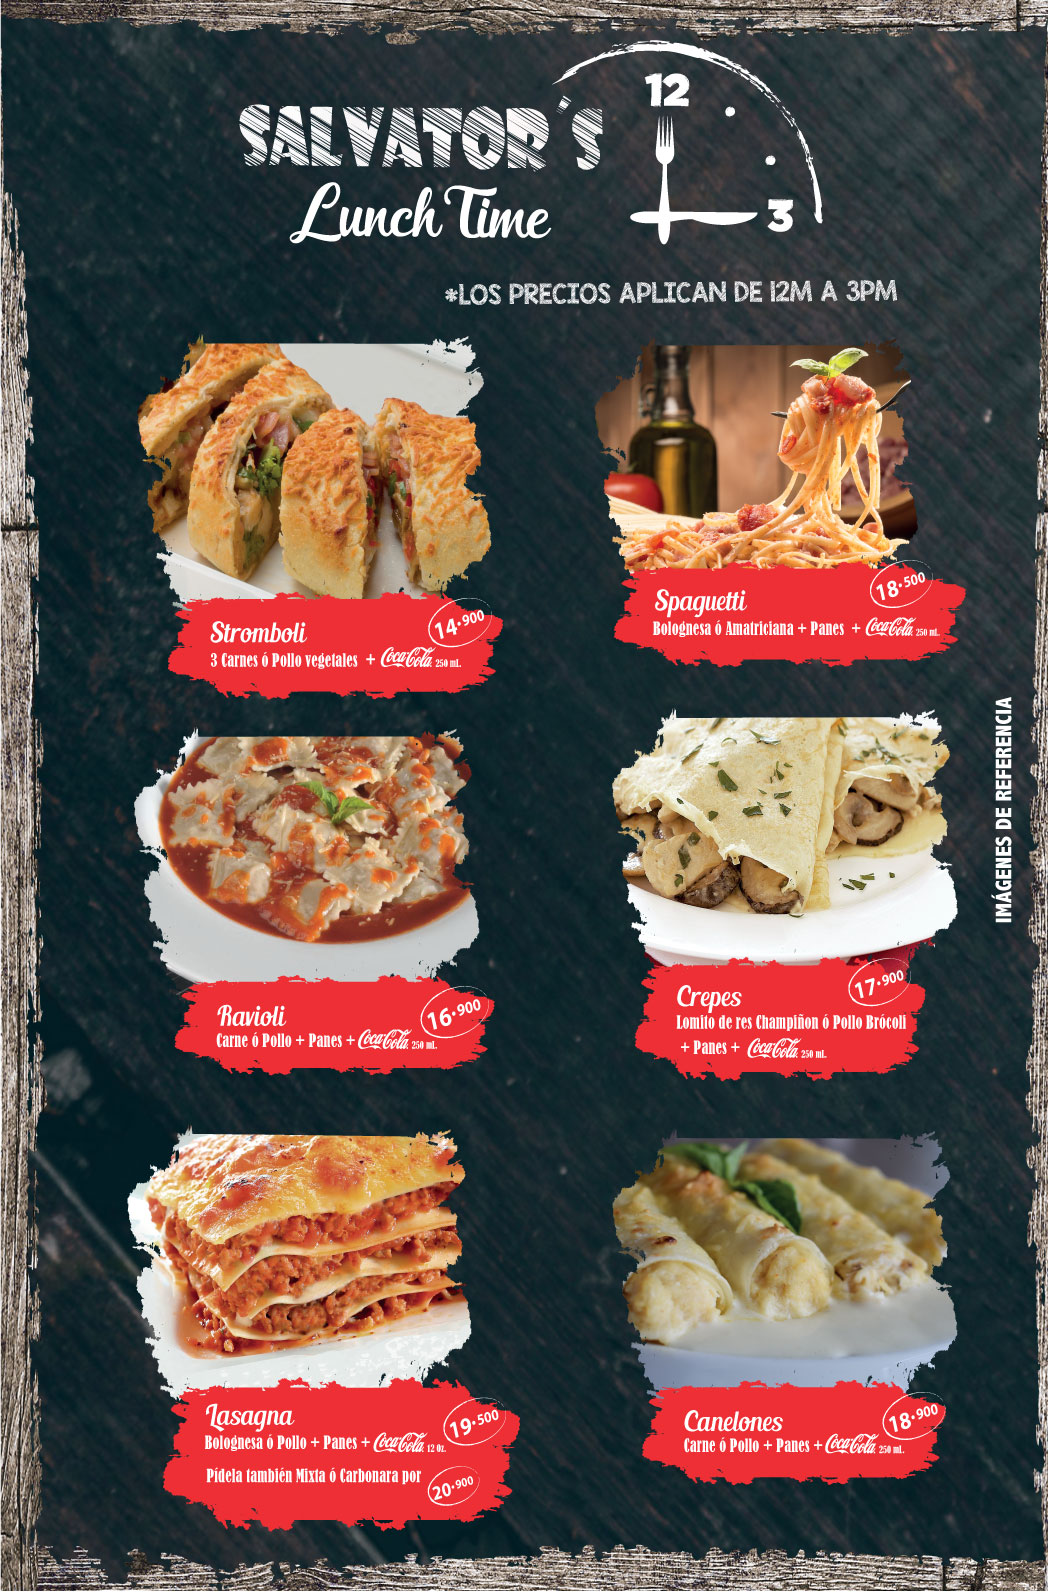 SALVATOR´S
Lunch Time
12
3
*LOS PRECIOS APLICAN DE 12M A 3PM
Stromboli
14.900
3 Carnes ó Pollo vegetales + Coca-Cola 250 mL.
Spaguetti
18.500
Bolognesa ó Amatriciana + Panes + Coca-Cola 250 mL.
Ravioli
16.900
Carne ó Pollo + Panes + Coca-Cola 250 mL.
Crepes
17.900
Lomito de res Champiñon ó Pollo Brócoli
+ Panes + Coca-Cola 250 mL.
IMÁGENES DE REFERENCIA
Lasagna
19.500
Bolognesa ó Pollo + Panes + Coca-Cola 12 Oz.
Pídela también Mixta ó Carbonara por
20.900
Canelones
18.900
Carne ó Pollo + Panes + Coca-Cola 250 mL.